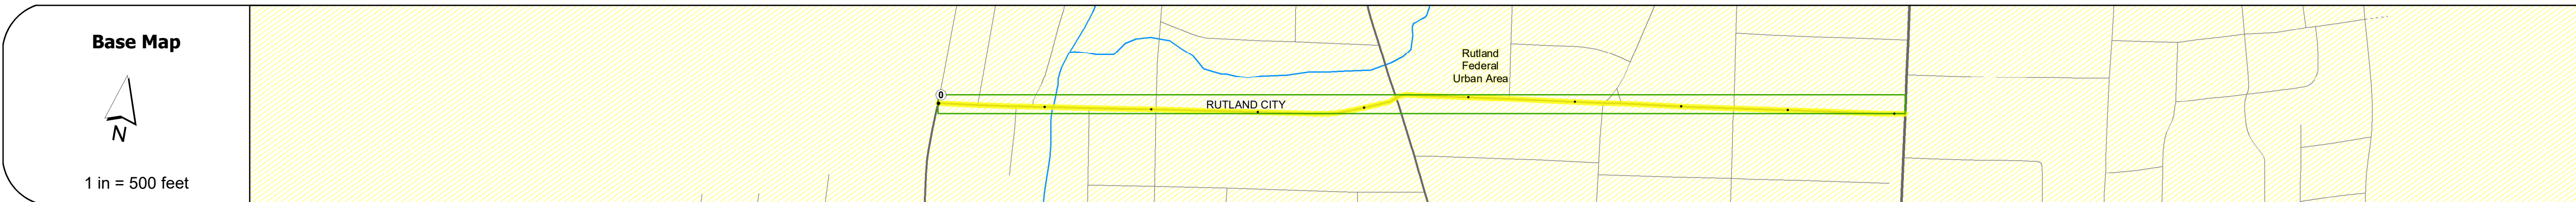 Base Map
N
1 in = 500 feet
0
RUTLAND CITY
Rutland
Federal
Urban Area